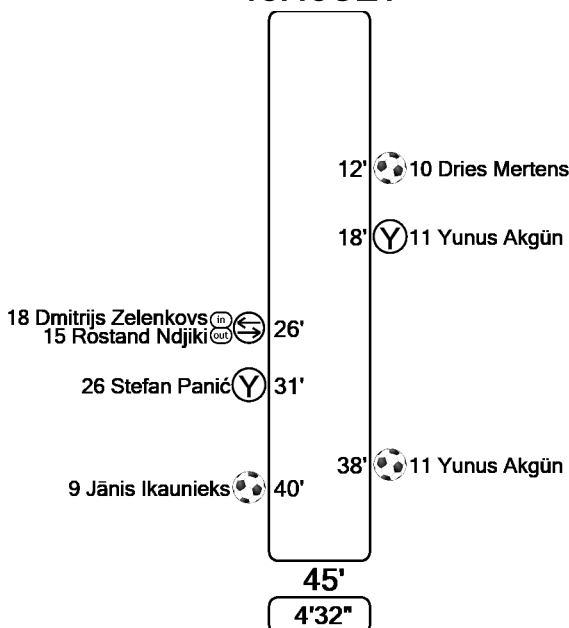 12' 10 Dries Mertens
18' Y 11 Yunus Akgün
18 Dmitrijs Zelenkovs in
15 Rostand Ndjiki out 26'
26 Stefan Panić Y 31'
38' 11 Yunus Akgün
9 Jānis Ikaunieks 40'
45'
4'32"